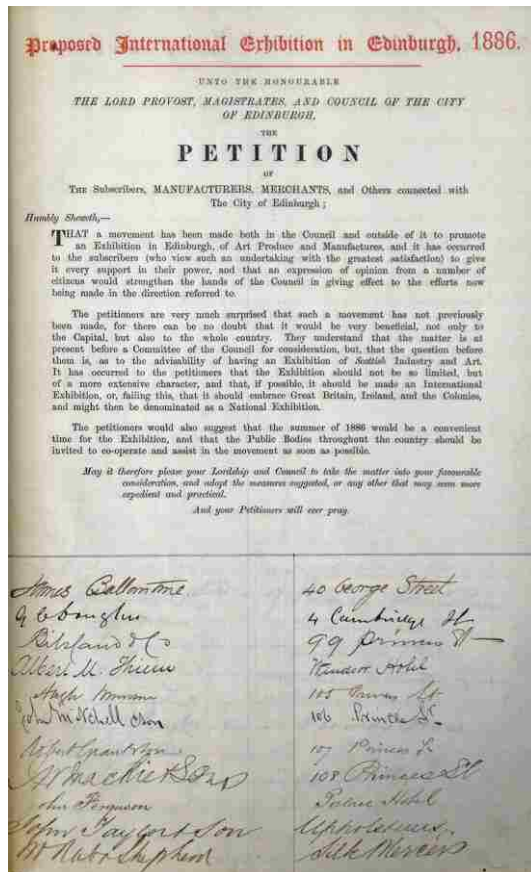 Proposed International Exhibition in Edinburgh, 1886.
UNTO THE HONOURABLE
THE LORD PROVOST, MAGISTRATES, AND COUNCIL OF THE CITY
OF EDINBURGH,
THE
PETITION
OF
THE Subscribers, MANUFACTURERS, MERCHANTS, and Others connected with
The City of Edinburgh;
Humbly Sheweth,—
THAT a movement has been made both in the Council and outside of it to promote
an Exhibition in Edinburgh, of Art Produce and Manufactures, and it has occurred
to the subscribers (who view such an undertaking with the greatest satisfaction) to give
it every support in their power, and that an expression of opinion from a number of
citizens would strengthen the hands of the Council in giving effect to the efforts now
being made in the direction referred to.
The petitioners are very much surprised that such a movement has not previously
been made, for there can be no doubt that it would be very beneficial, not only to
the Capital, but also to the whole country. They understand that the matter is at
present before a Committee of the Council for consideration, but, that the question before
them is, as to the advisability of having an Exhibition of Scottish Industry and Art.
It has occurred to the petitioners that the Exhibition should not be so limited, but
of a more extensive character, and that, if possible, it should be made an International
Exhibition, or, failing this, that it should embrace Great Britain, Ireland, and the Colonies,
and might then be denominated as a National Exhibition.
The petitioners would also suggest that the summer of 1886 would be a convenient
time for the Exhibition, and that the Public Bodies throughout the country should be
invited to co-operate and assist in the movement as soon as possible.
May it therefore please your Lordship and Council to take the matter into your favourable
consideration, and adopt the measures suggested, or any other that may seem more
expedient and practical.
And your Petitioners will ever pray.
James Ballantine 40 George Street
4 Cambridge St
99 Princes St
Albert M. Windsor Hotel
Hugh 105 Princes St
John Mitchell & Son 106 Princes St
Robert Grant & Son 107 Princes St
J. W. Mackie & Sons 108 Princes St
John Ferguson Palace Hotel
John Taylor & Son Upholsterers
Shepherd Silk Mercers